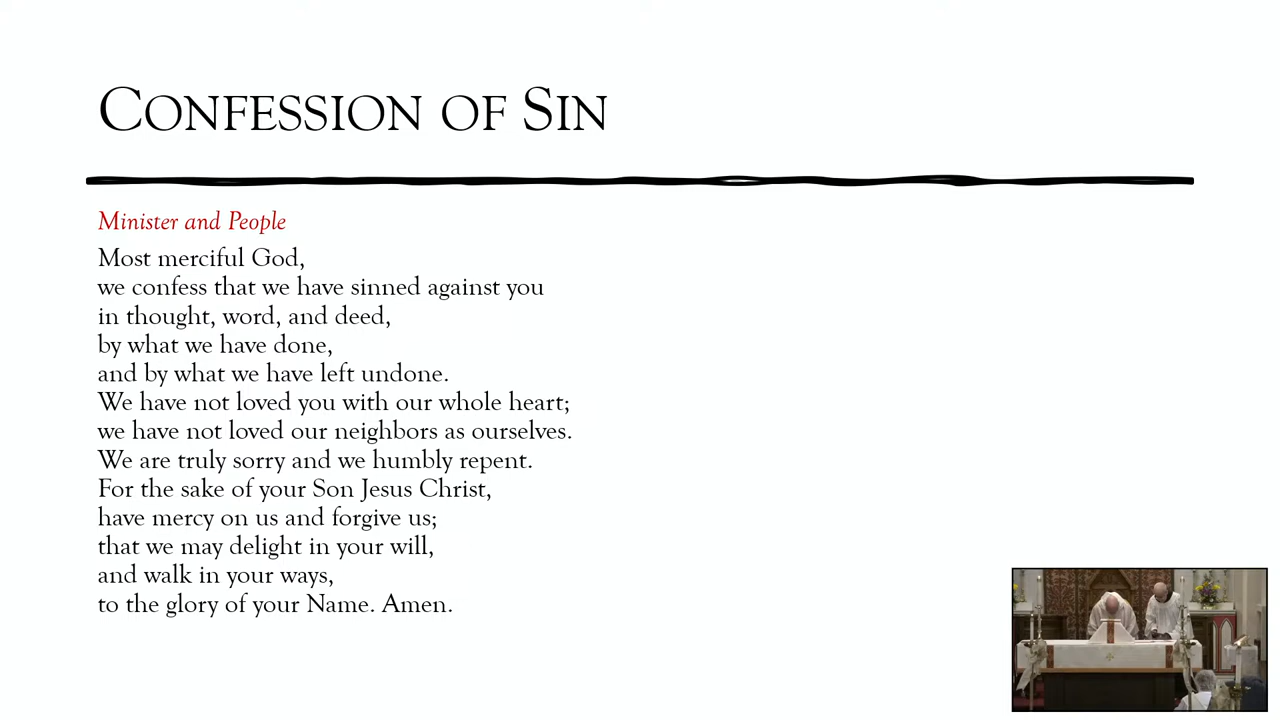 Confession of Sin
Minister and People
Most merciful God,
we confess that we have sinned against you
in thought, word, and deed,
by what we have done,
and by what we have left undone.
We have not loved you with our whole heart;
we have not loved our neighbors as ourselves.
We are truly sorry and we humbly repent.
For the sake of your Son Jesus Christ,
have mercy on us and forgive us;
that we may delight in your will,
and walk in your ways,
to the glory of your Name. Amen.